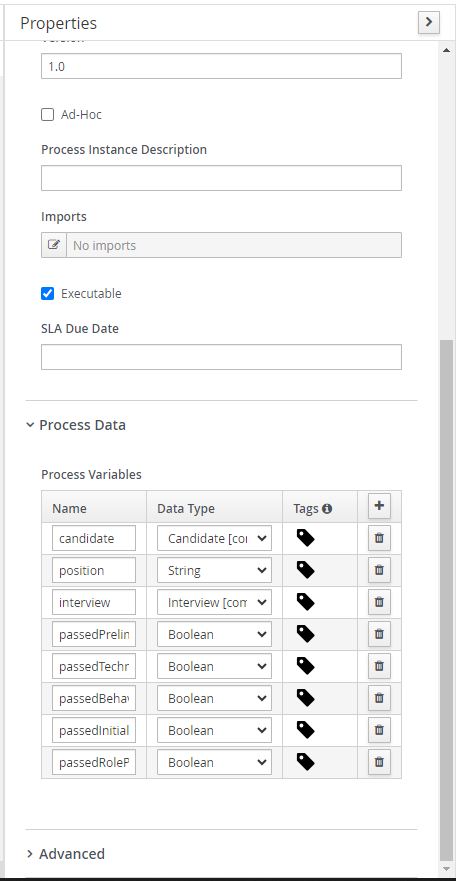 Properties
Version
1.0
Ad-Hoc
Process Instance Description
Imports
No imports
Executable
SLA Due Date
Process Data
Process Variables
Name Data Type Tags
candidate Candidate [co
position String
interview Interview [com
passedPrelin Boolean
passedTechr Boolean
passedBeha Boolean
passedInitial Boolean
passedRoleP Boolean
Advanced